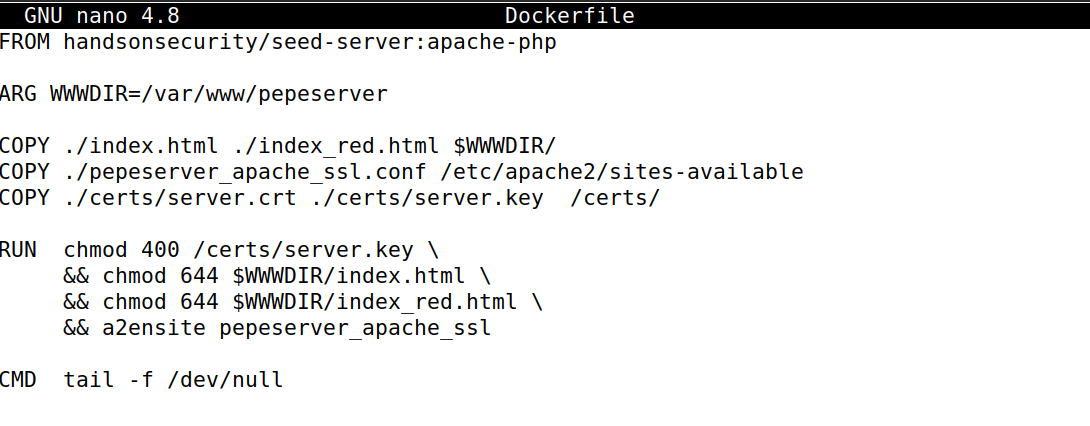 GNU nano 4.8 Dockerfile
FROM handsonsecurity/seed-server:apache-php
ARG WWWDIR=/var/www/pepeserver
COPY ./index.html ./index_red.html $WWWDIR/
COPY ./pepeserver_apache_ssl.conf /etc/apache2/sites-available
COPY ./certs/server.crt ./certs/server.key  /certs/
RUN  chmod 400 /certs/server.key \
     && chmod 644 $WWWDIR/index.html \
     && chmod 644 $WWWDIR/index_red.html \
     && a2ensite pepeserver_apache_ssl
CMD  tail -f /dev/null